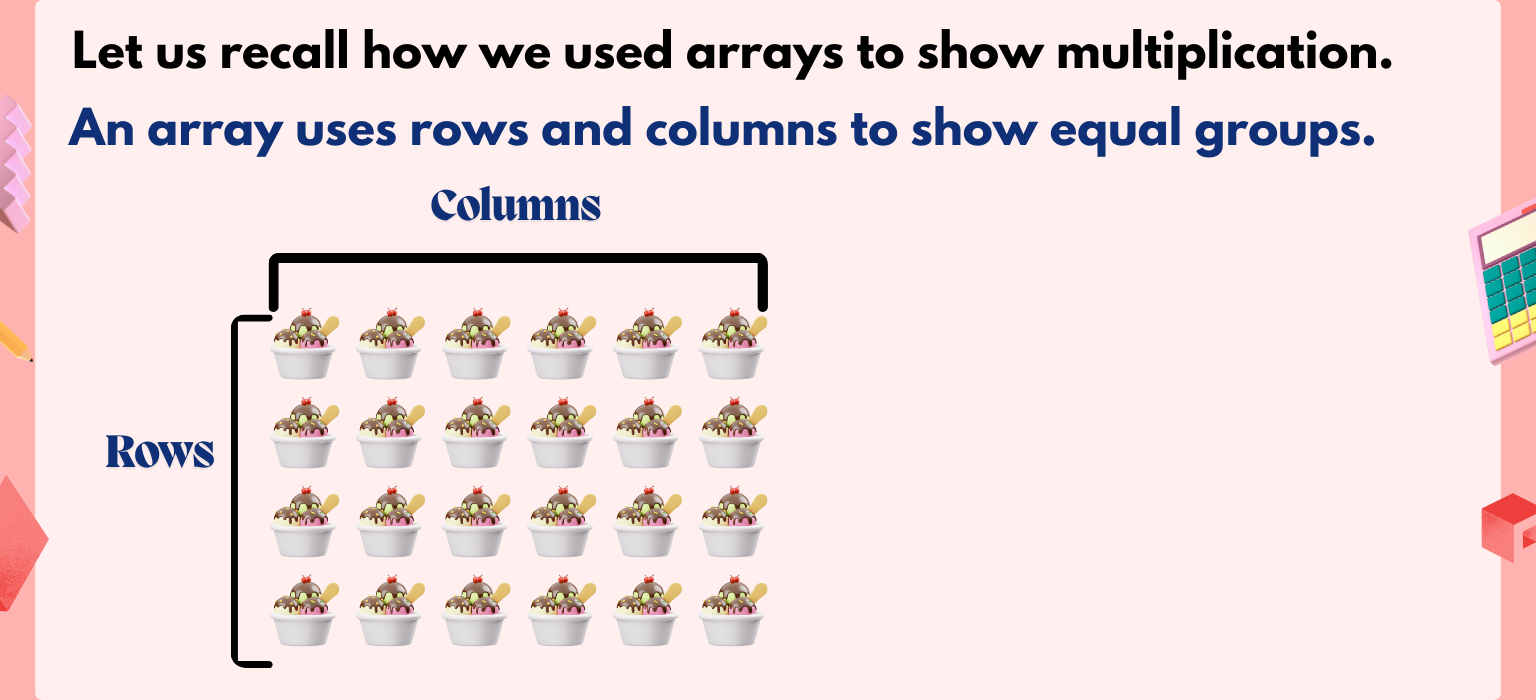 Let us recall how we used arrays to show multiplication.
An array uses rows and columns to show equal groups.
Columns
Rows